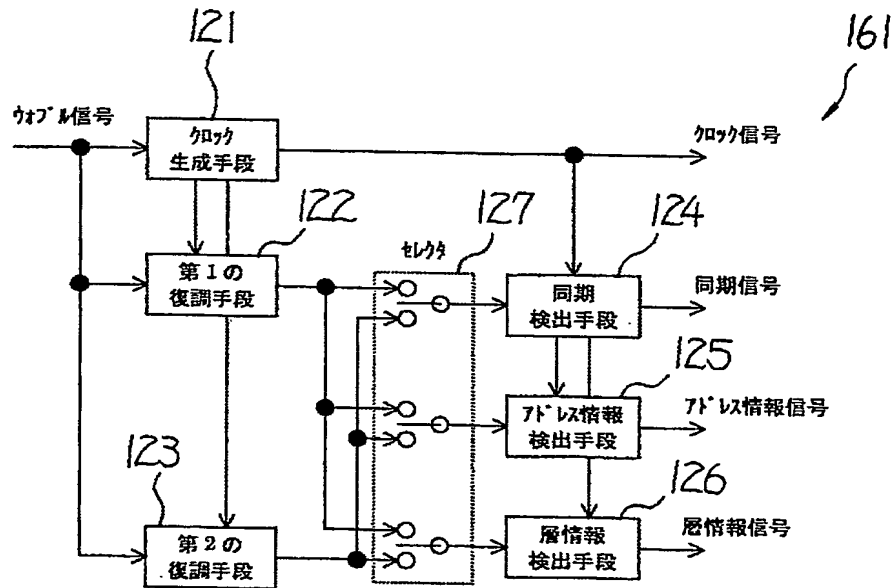 121
161
ウォブル信号
クロック
生成手段
クロック信号
122
127
124
セレクタ
第1の
復調手段
同期
検出手段
同期信号
125
アドレス情報
検出手段
アドレス情報信号
123
126
第2の
復調手段
層情報
検出手段
層情報信号